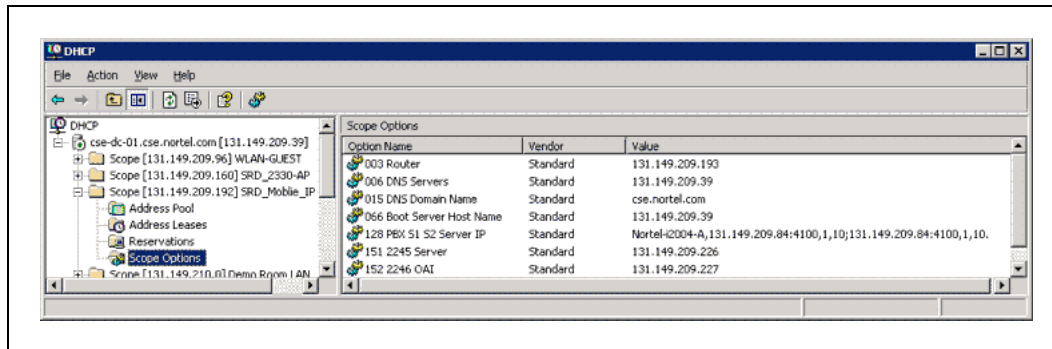 DHCP
File Action View Help
DHCP
cse-dc-01.cse.nortel.com [131.149.209.39]
Scope [131.149.209.96] WLAN-GUEST
Scope [131.149.209.160] SRD_2330-AP
Scope [131.149.209.192] SRD_Moblie_IP
Address Pool
Address Leases
Reservations
Scope Options
Scope [131.149.210.0] Demo Room LAN
Scope Options
Option Name Vendor Value
003 Router Standard 131.149.209.193
006 DNS Servers Standard 131.149.209.39
015 DNS Domain Name Standard cse.nortel.com
066 Boot Server Host Name Standard 131.149.209.39
128 PBX S1 S2 Server IP Standard Nortel-i2004-A,131.149.209.84:4100,1,10;131.149.209.84:4100,1,10.
151 2245 Server Standard 131.149.209.226
152 2246 OAI Standard 131.149.209.227